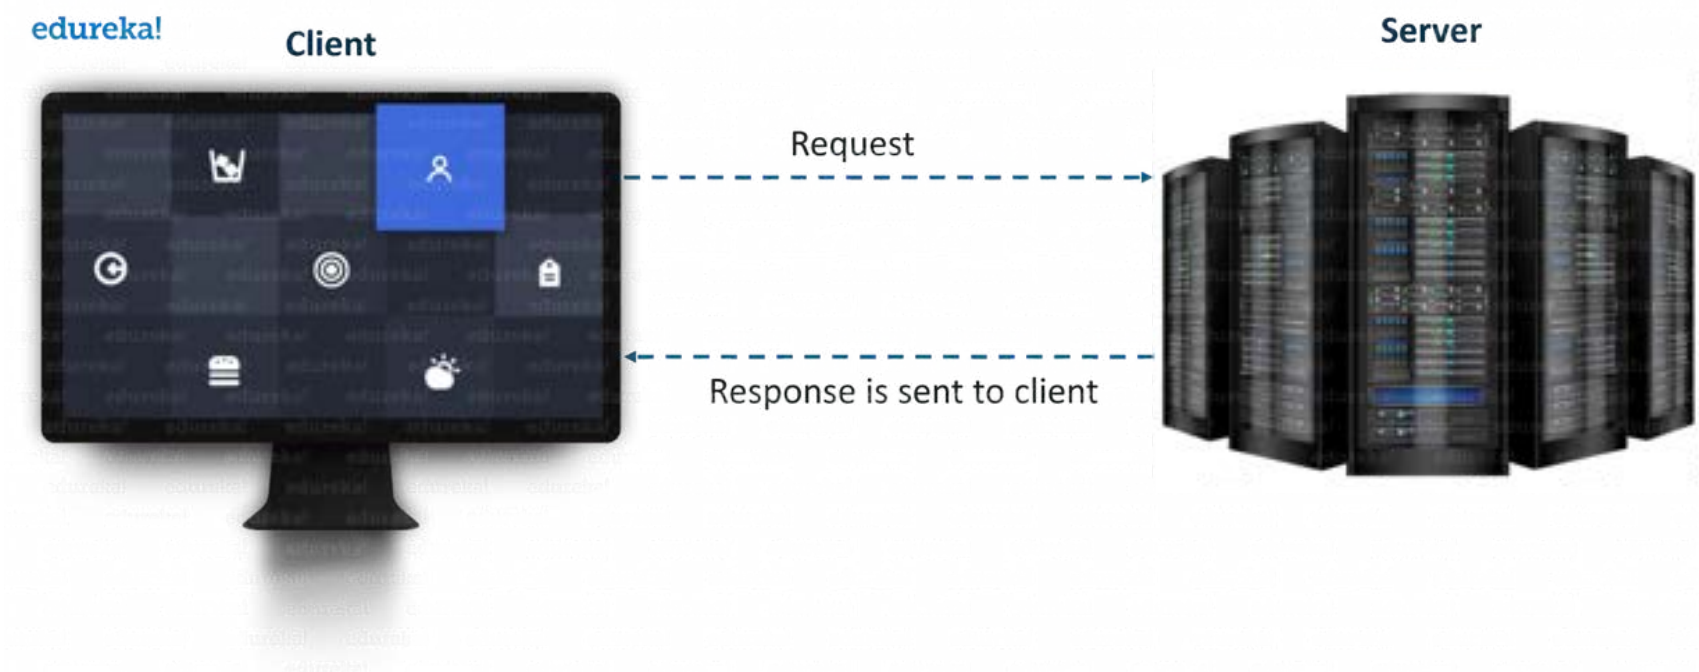 edureka!
Client
Server
Request
Response is sent to client